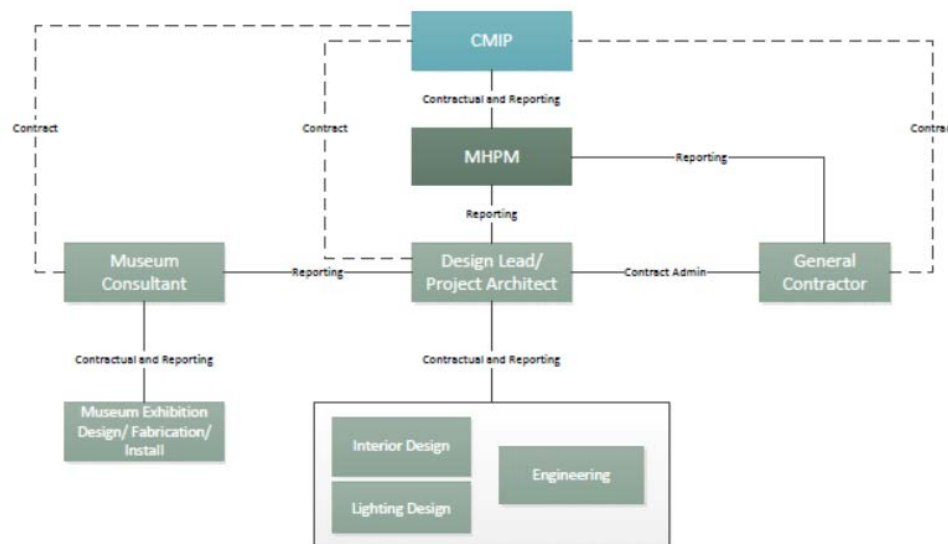 CMIP
Contractual and Reporting
Contract
Contract
Contrac
MHPM
Reporting
Reporting
Museum
Consultant
Reporting
Design Lead/
Project Architect
Contract Admin
General
Contractor
Contractual and Reporting
Contractual and Reporting
Museum Exhibition
Design/ Fabrication/
Install
Interior Design
Engineering
Lighting Design